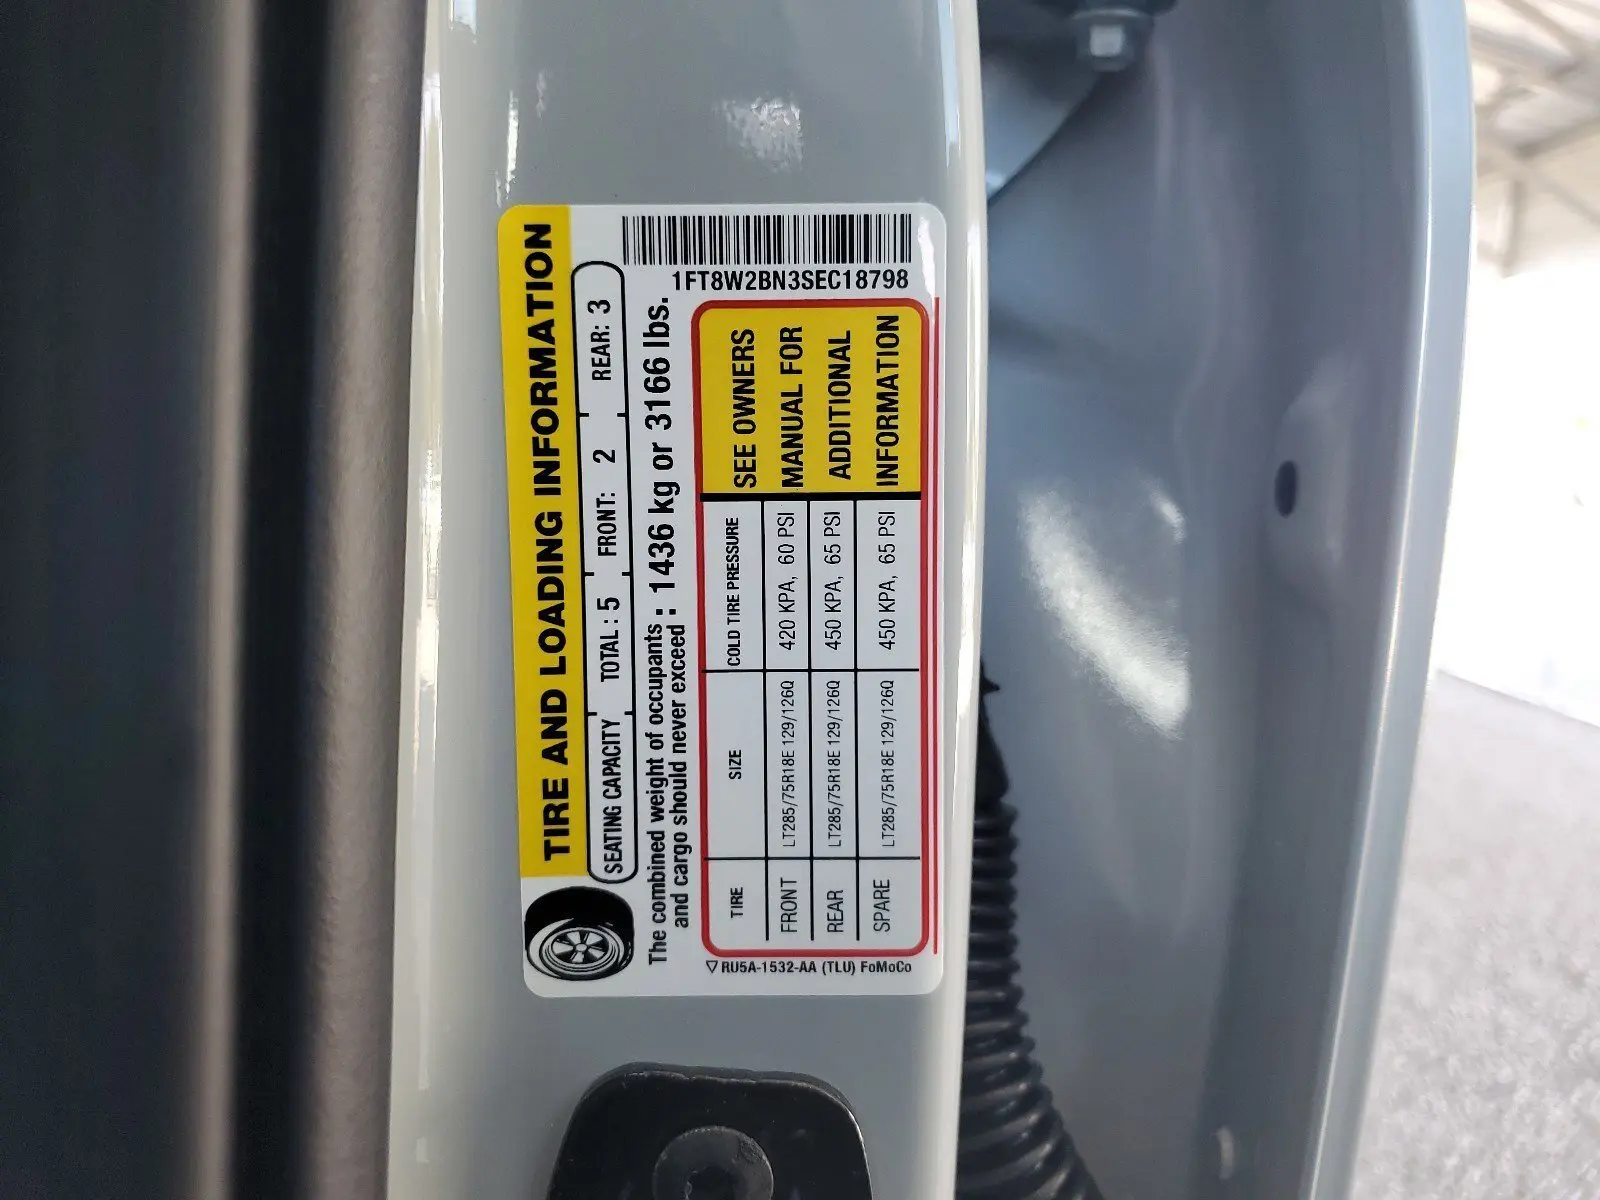 TIRE AND LOADING INFORMATION
SEATING CAPACITY TOTAL : 5 FRONT: 2 REAR: 3
The combined weight of occupants
and cargo should never exceed : 1436 kg or 3166 lbs.
1FT8W2BN3SEC18798
TIRE SIZE COLD TIRE PRESSURE
FRONT LT285/75R18E 129/126Q 420 KPA, 60 PSI
REAR LT285/75R18E 129/126Q 450 KPA, 65 PSI
SPARE LT285/75R18E 129/126Q 450 KPA, 65 PSI
SEE OWNERS
MANUAL FOR
ADDITIONAL
INFORMATION
RU5A-1532-AA (TLU) FoMoCo